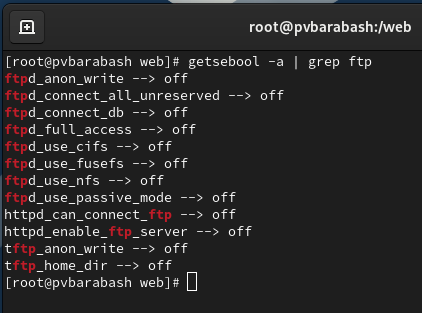 root@pvbarabash:/web
[root@pvbarabash web]# getsebool -a | grep ftp
ftpd_anon_write --> off
ftpd_connect_all_unreserved --> off
ftpd_connect_db --> off
ftpd_full_access --> off
ftpd_use_cifs --> off
ftpd_use_fusefs --> off
ftpd_use_nfs --> off
ftpd_use_passive_mode --> off
httpd_can_connect_ftp --> off
httpd_enable_ftp_server --> off
tftp_anon_write --> off
tftp_home_dir --> off
[root@pvbarabash web]#